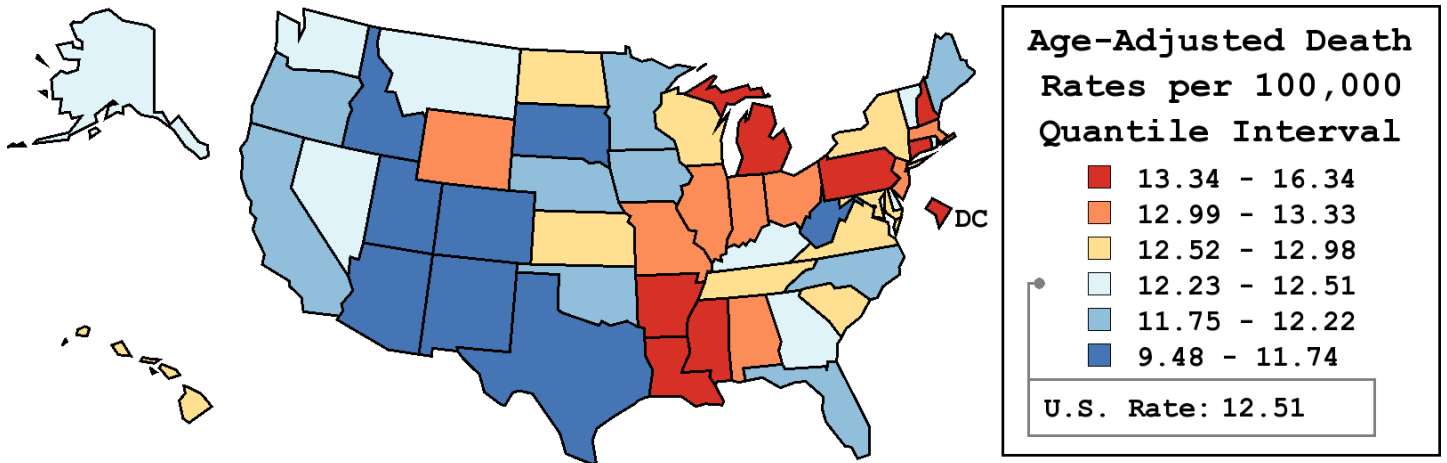 Age-Adjusted Death
Rates per 100,000
Quantile Interval
13.34 - 16.34
12.99 - 13.33
12.52 - 12.98
12.23 - 12.51
11.75 - 12.22
9.48 - 11.74
U.S. Rate: 12.51
DC